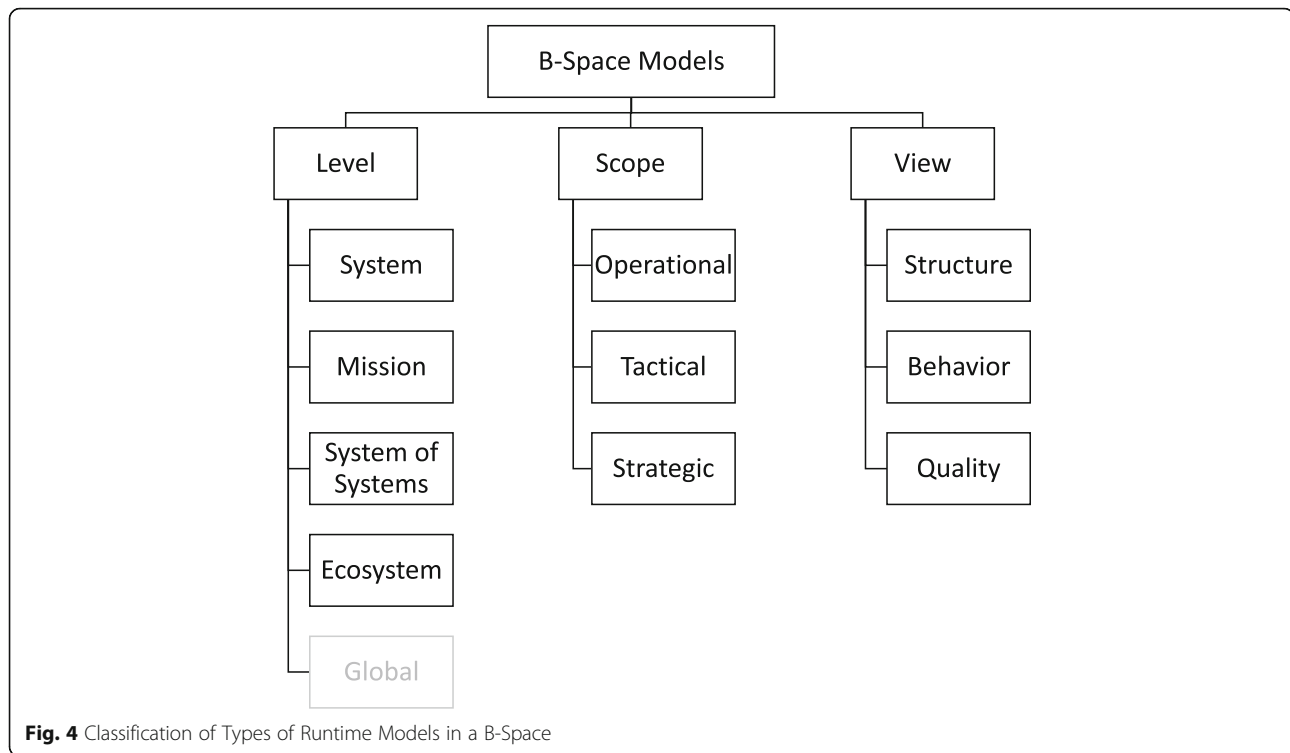 B-Space Models
Level
Scope
View
System
Operational
Structure
Mission
Tactical
Behavior
System of
Systems
Strategic
Quality
Ecosystem
Global
Fig. 4 Classification of Types of Runtime Models in a B-Space